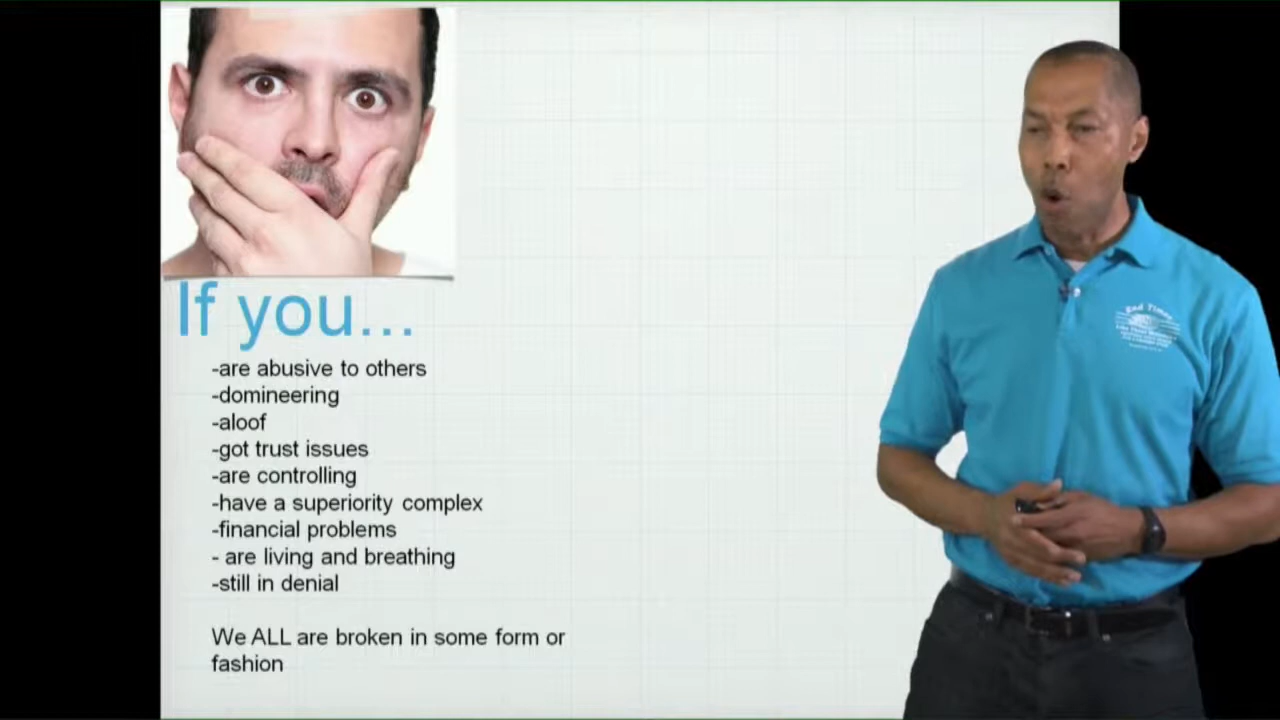 If you...
-are abusive to others
-domineering
-aloof
-got trust issues
-are controlling
-have a superiority complex
-financial problems
- are living and breathing
-still in denial
We ALL are broken in some form or
fashion
End Times